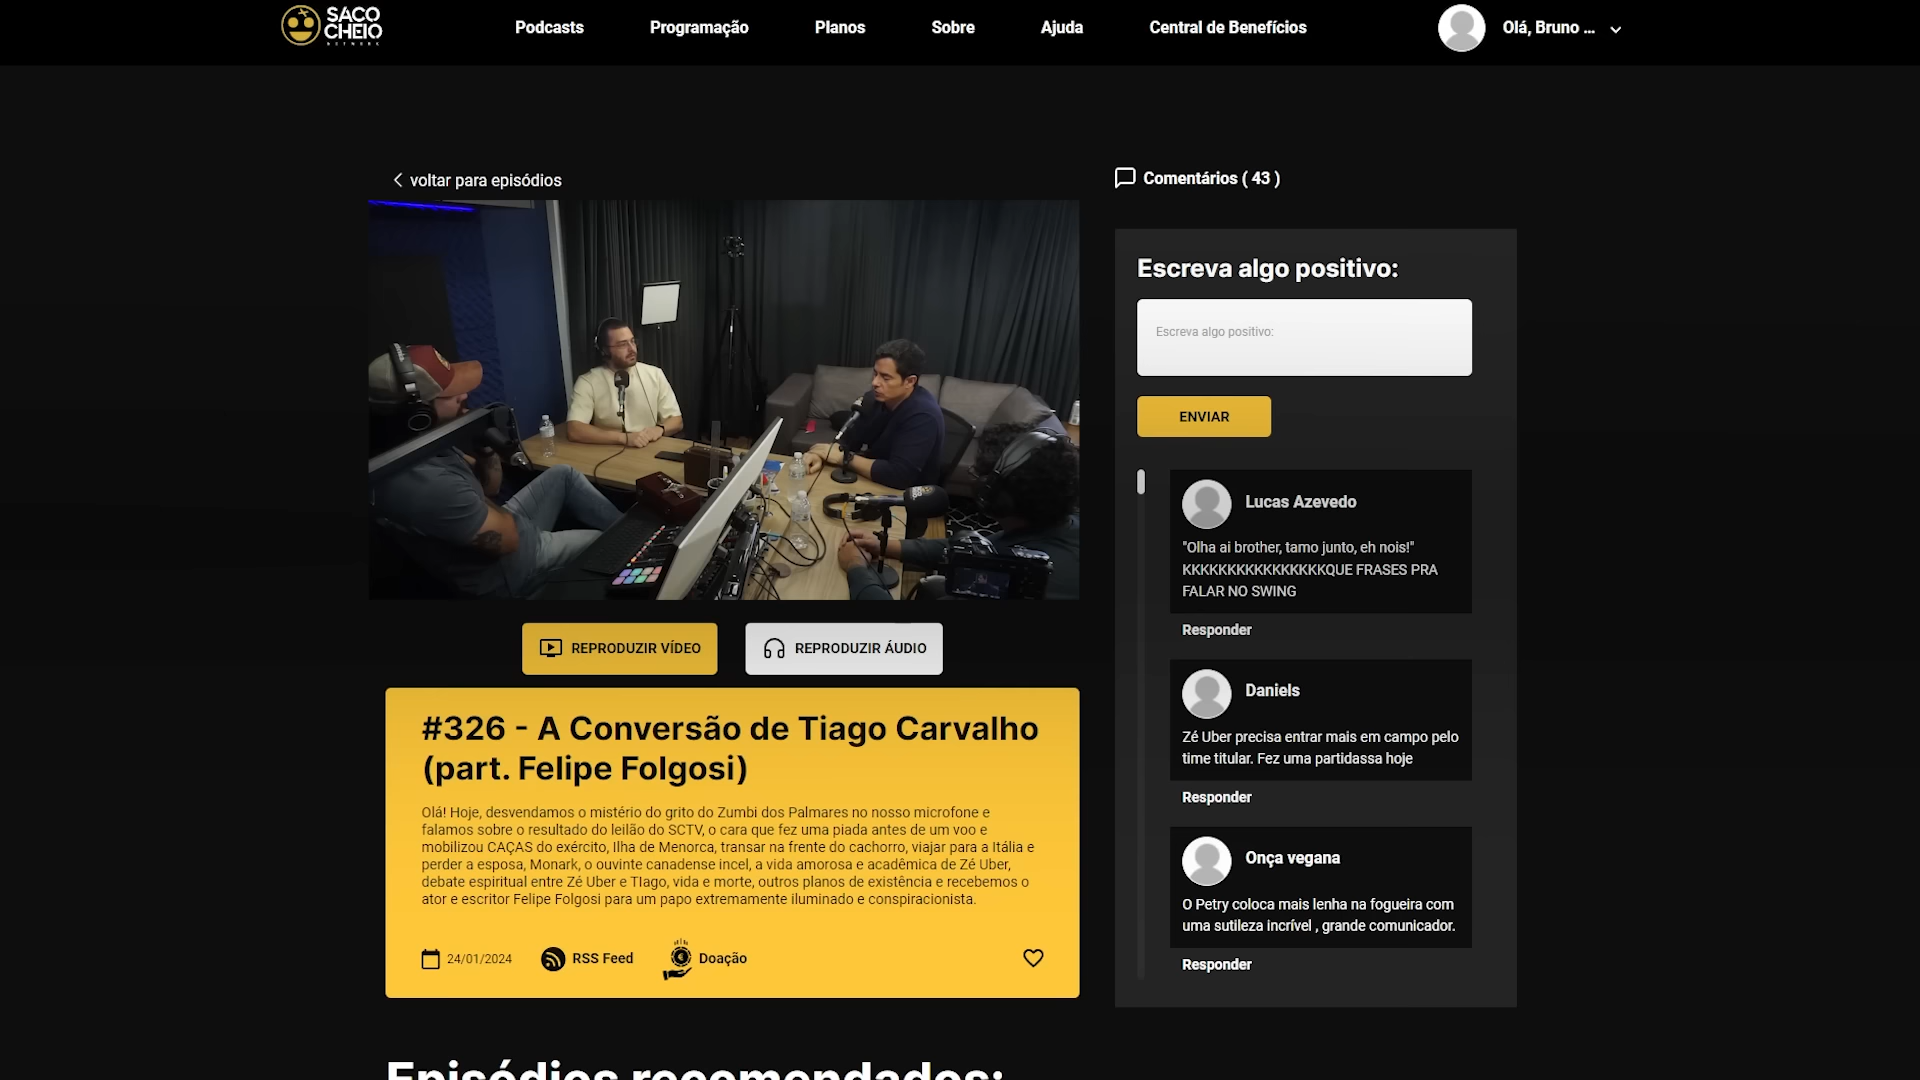 SACO
CHEIO
NETWORK
Podcasts
Programação
Planos
Sobre
Ajuda
Central de Benefícios
Olá, Bruno ...
voltar para episódios
REPRODUZIR VÍDEO
REPRODUZIR ÁUDIO
#326 - A Conversão de Tiago Carvalho
(part. Felipe Folgosi)
Olá! Hoje, desvendamos o mistério do grito do Zumbi dos Palmares no nosso microfone e
falamos sobre o resultado do leilão do SCTV, o cara que fez uma piada antes de um voo e
mobilizou CAÇAS do exército, Ilha de Menorca, transar na frente do cachorro, viajar para a Itália e
perder a esposa, Monark, o ouvinte canadense incel, a vida amorosa e acadêmica de Zé Uber,
debate espiritual entre Zé Uber e TIago, vida e morte, outros planos de existência e recebemos o
ator e escritor Felipe Folgosi para um papo extremamente iluminado e conspiracionista.
24/01/2024
RSS Feed
Doação
Comentários ( 43 )
Escreva algo positivo:
Escreva algo positivo:
ENVIAR
Lucas Azevedo
"Olha ai brother, tamo junto, eh nois!"
KKKKKKKKKKKKKKKKQUE FRASES PRA
FALAR NO SWING
Responder
Daniels
Zé Uber precisa entrar mais em campo pelo
time titular. Fez uma partidassa hoje
Responder
Onça vegana
O Petry coloca mais lenha na fogueira com
uma sutileza incrível , grande comunicador.
Responder
Episódios recomendados: